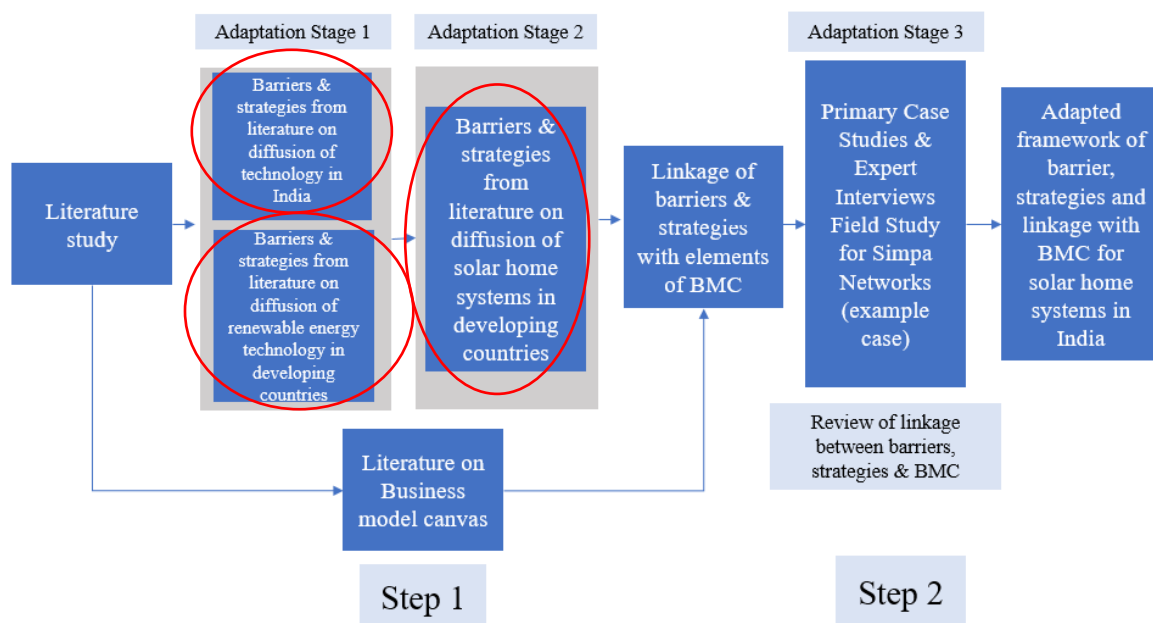 Adaptation Stage 1
Adaptation Stage 2
Adaptation Stage 3
Literature
study
Barriers &
strategies from
literature on
diffusion of
technology in
India
Barriers &
strategies from
literature on
diffusion of
renewable energy
technology in
developing
countries
Barriers &
strategies
from
literature on
diffusion of
solar home
systems in
developing
countries
Linkage of
barriers &
strategies
with elements
of BMC
Primary Case
Studies &
Expert
Interviews
Field Study
for Simpa
Networks
(example
case)
Adapted
framework of
barrier,
strategies and
linkage with
BMC for
solar home
systems in
India
Review of linkage
between barriers,
strategies & BMC
Literature on
Business
model canvas
Step 1
Step 2